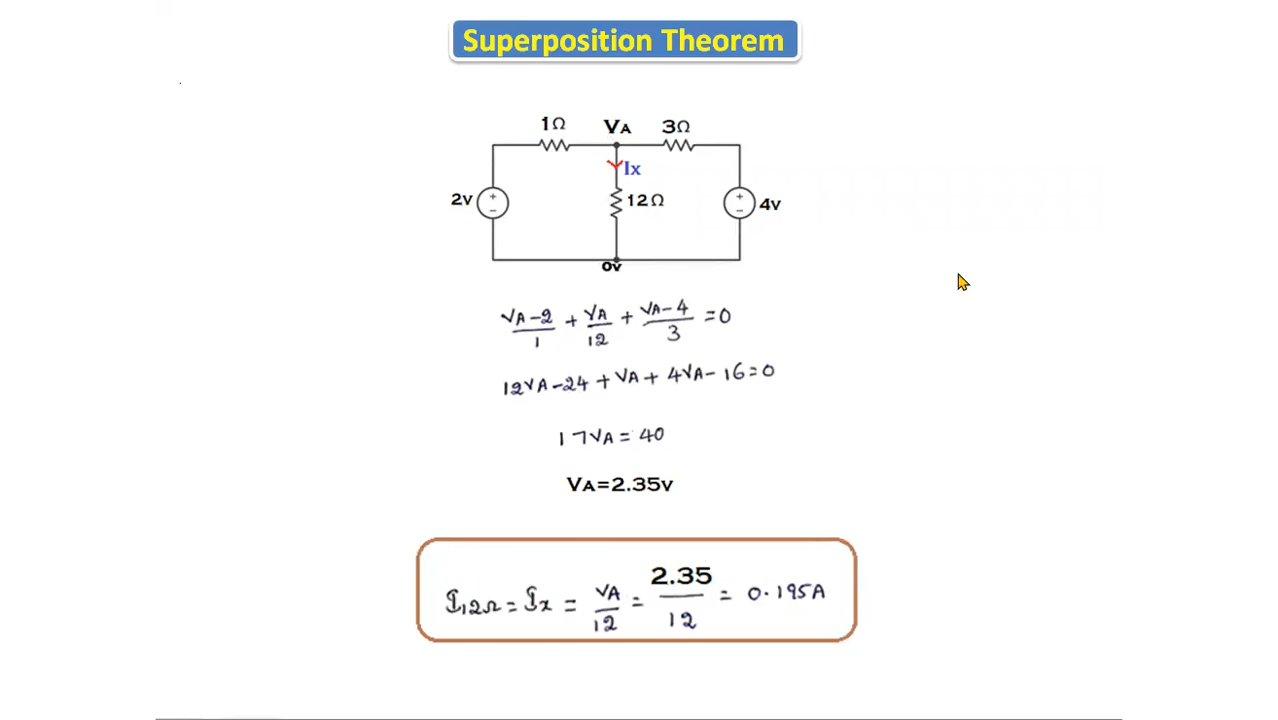 Superposition Theorem
1Ω VA 3Ω
Ix
2v 12Ω 4v
0v
VA-2/1 + VA/12 + VA-4/3 =0
12VA-24+VA+4VA-16=0
17VA=40
VA=2.35v
I12Ω = Ix = VA/12 = 2.35/12 = 0.195A